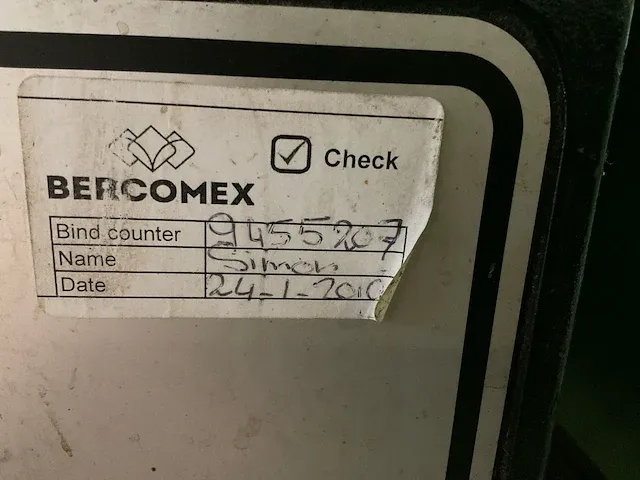 Check
BERCOMEX
Bind counter 9455207
Name Simon
Date 24-1-2010